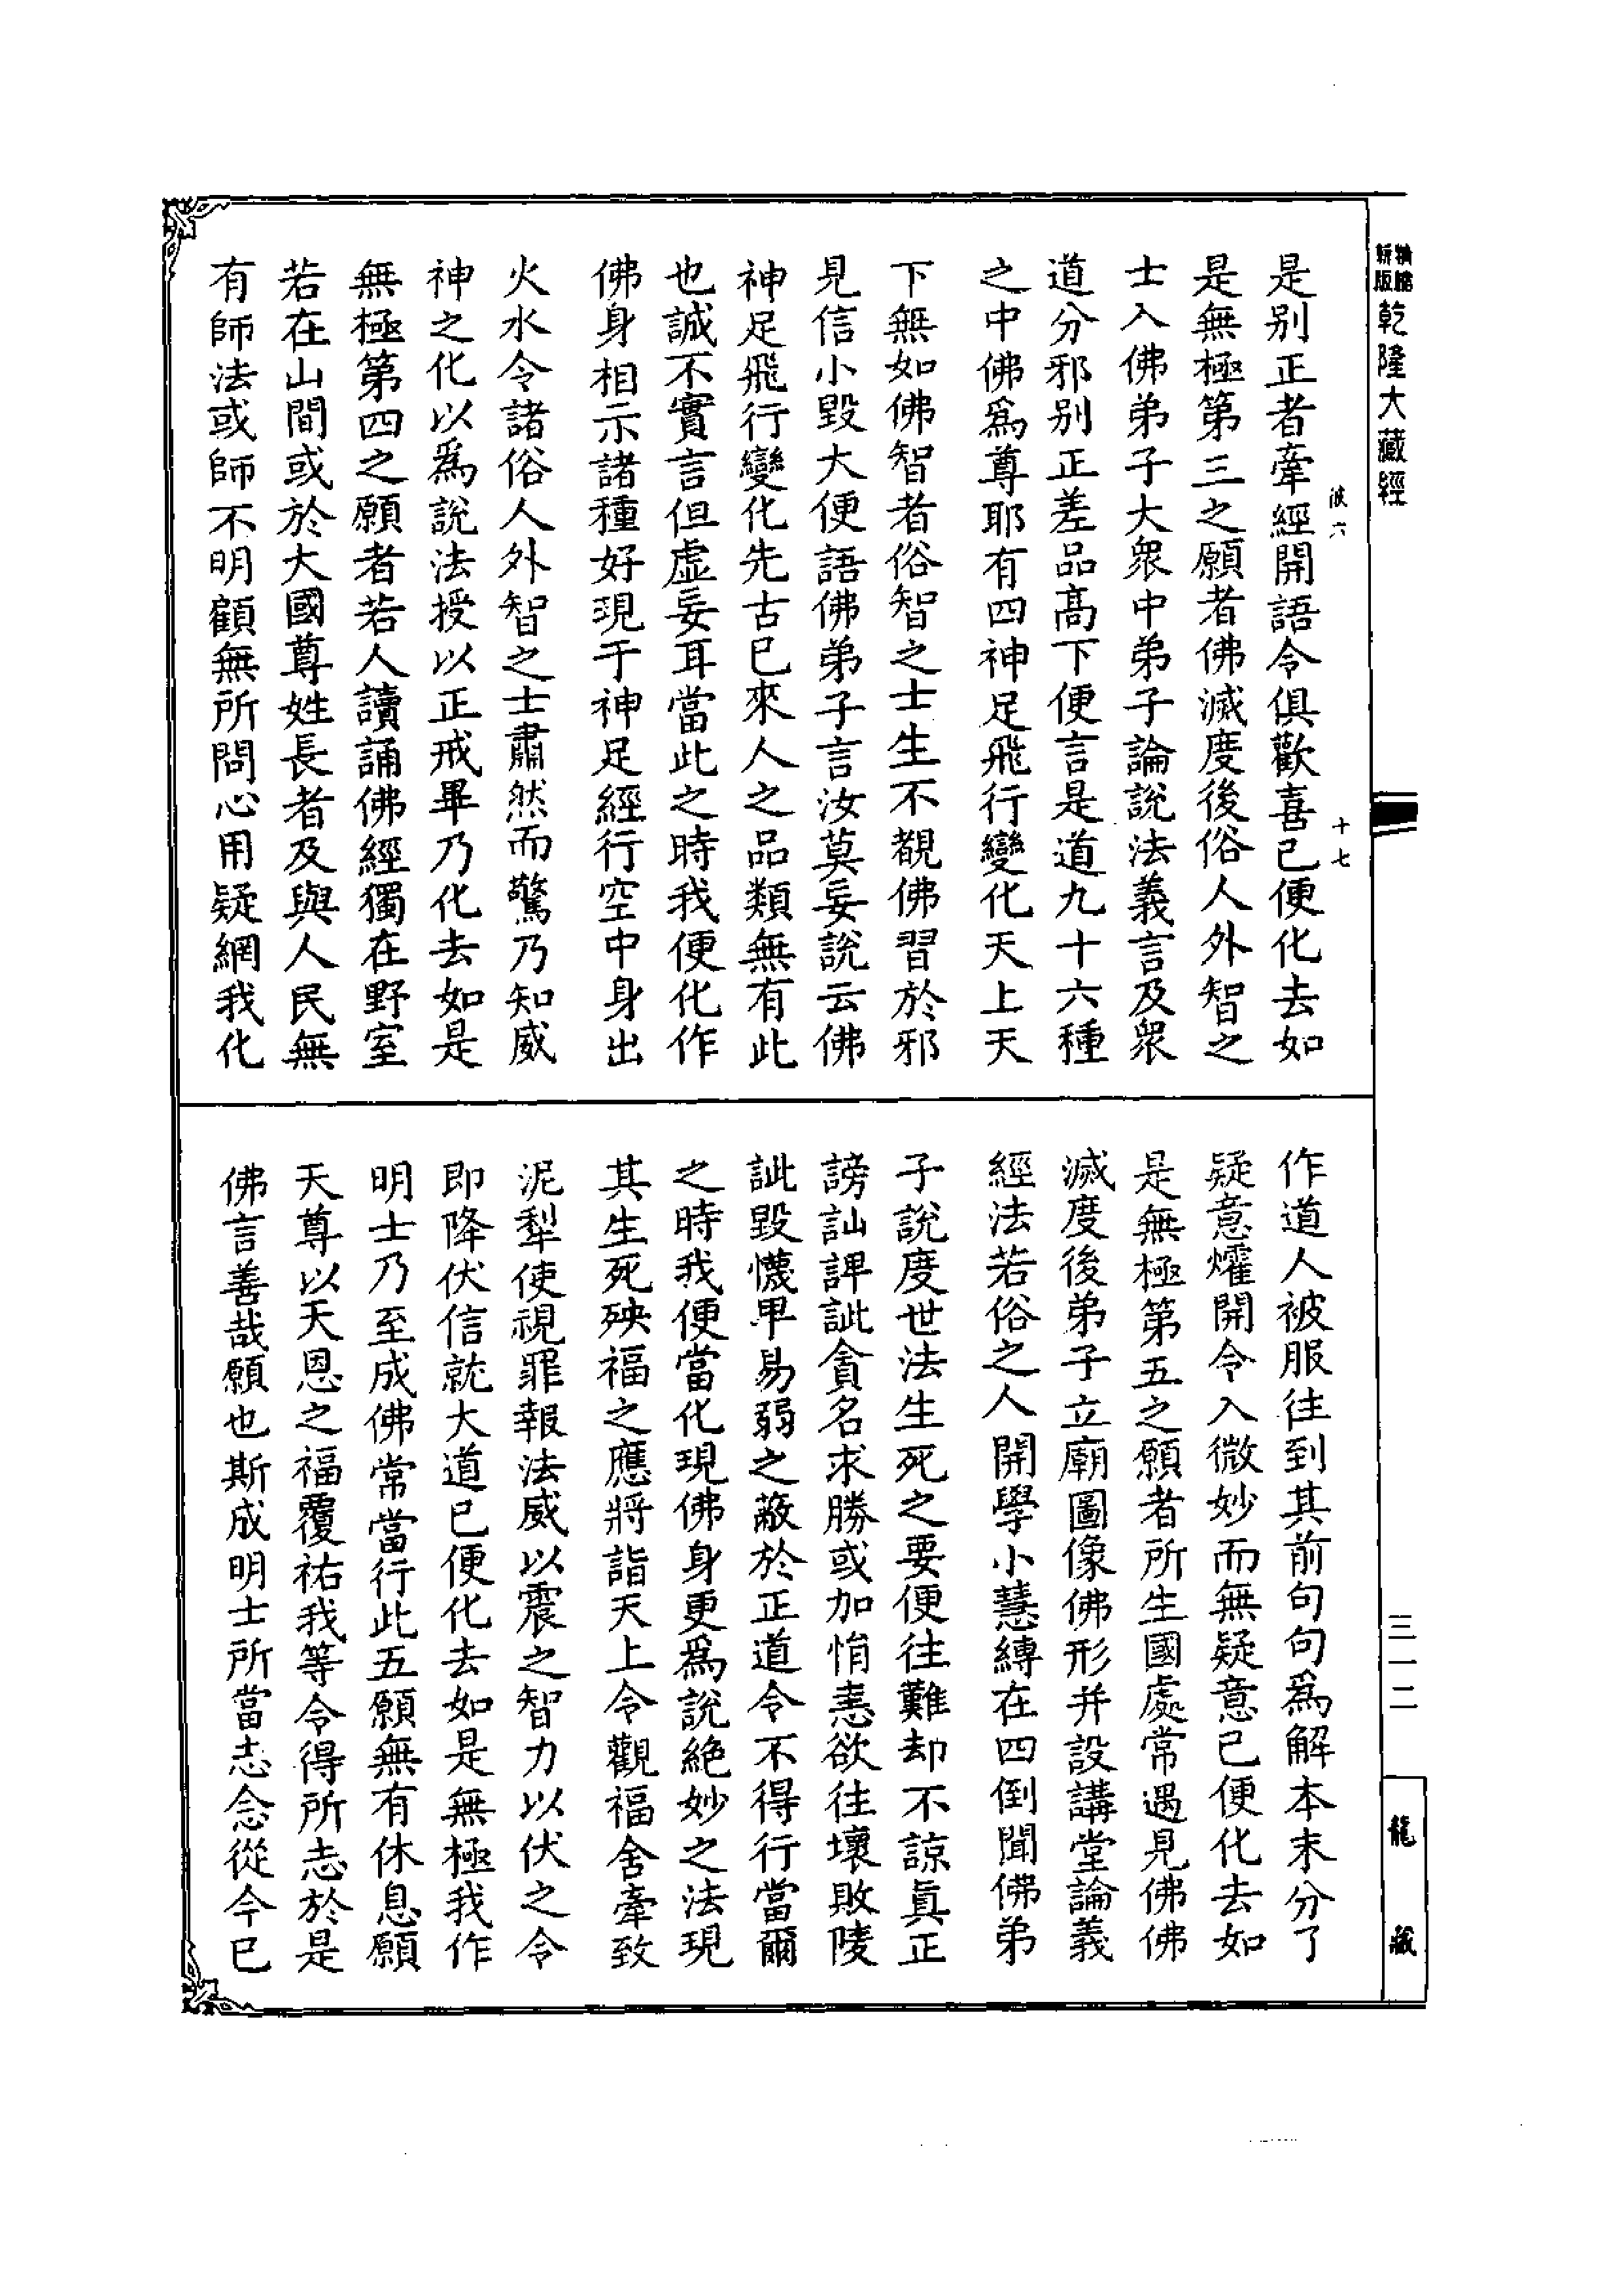 乾隆大藏經
彼六
十七
是别正者牽經開語令俱歡喜已便化去如
是無極第三之願者佛滅度後俗人外智之
士入佛弟子大衆中弟子論說法義言及衆
道分邪别正差品高下便言是道九十六種
之中佛爲尊耶有四神足飛行變化天上天
下無如佛智者俗智之士生不覩佛習於邪
見信小毀大便語佛弟子言汝莫妄說云佛
神足飛行變化先古已來人之品類無有此
也誠不實言但虛妄耳當此之時我便化作
佛身相示諸種好現于神足經行空中身出
火水令諸俗人外智之士肅然而驚乃知威
神之化以爲說法授以正戒畢乃化去如是
無極第四之願者若人讀誦佛經獨在野室
若在山間或於大國尊姓長者及與人民無
有師法或師不明顧無所問心用疑網我化
作道人被服往到其前句句爲解本末分了
疑意燿開令入微妙而無疑意已便化去如
是無極第五之願者所生國處常遇見佛佛
滅度後弟子立廟圖像佛形并設講堂論義
經法若俗之人開學小慧縛在四倒聞佛弟
子說度世法生死之要便往難却不諒真正
謗訕誹訿貪名求勝或加悁恚欲往壞敗陵
訿毀懱卑易弱之蔽於正道令不得行當爾
之時我便當化現佛身更爲說絕妙之法現
其生死殃福之應將詣天上令觀福舍牽致
泥犁使視罪報法威以震之智力以伏之令
即降伏信就大道已便化去如是無極我作
明士乃至成佛常當行此五願無有休息願
天尊以天恩之福覆祐我等令得所志於是
佛言善哉願也斯成明士所當志念從今已
三一二
龍藏